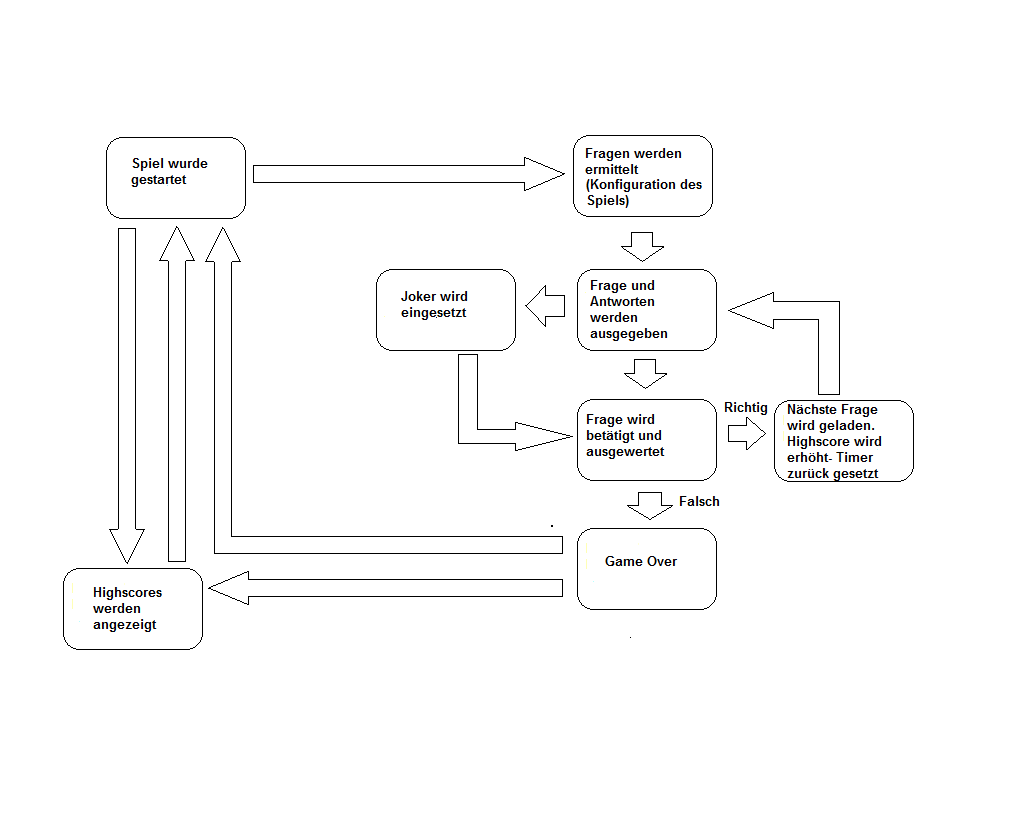 Spiel wurde
gestartet
Fragen werden
ermittelt
(Konfiguration des
Spiels)
Joker wird
eingesetzt
Frage und
Antworten
werden
ausgegeben
Frage wird
betätigt und
ausgewertet
Richtig
Nächste Frage
wird geladen.
Highscore wird
erhöht- Timer
zurück gesetzt
Falsch
Game Over
Highscores
werden
angezeigt